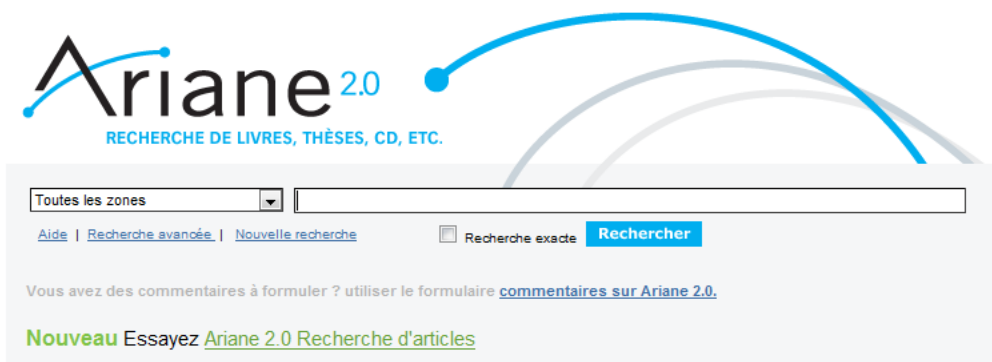 Ariane 2.0
RECHERCHE DE LIVRES, THÈSES, CD, ETC.
Toutes les zones
Aide | Recherche avancée | Nouvelle recherche Recherche exacte Rechercher
Vous avez des commentaires à formuler ? utiliser le formulaire commentaires sur Ariane 2.0.
Nouveau Essayez Ariane 2.0 Recherche d'articles